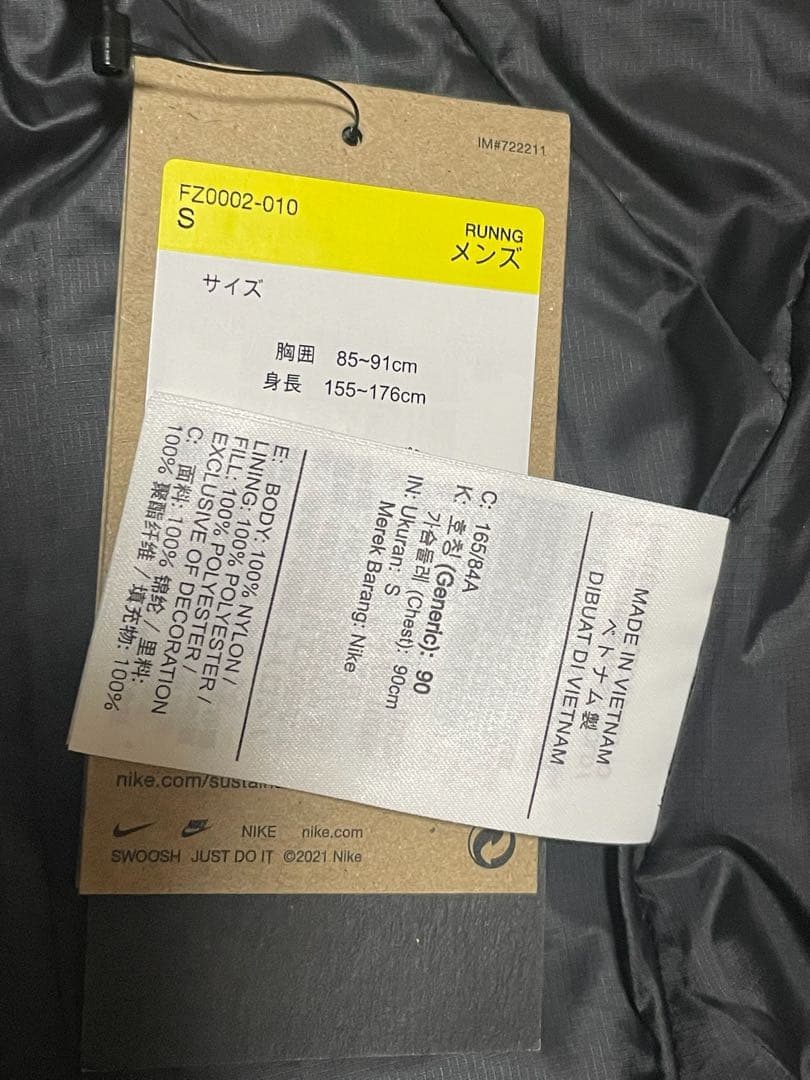 IM#722211
FZ0002-010
S
RUNNG
メンズ
サイズ
胸囲 85~91cm
身長 155~176cm
MADE IN VIETNAM
ベトナム製
DIBUAT DI VIETNAM
C: 165/84A
K: 호칭 (Generic): 90
가슴둘레 (Chest): 90cm
IN: Ukuran: S
Merek Barang: Nike
E: BODY: 100% NYLON /
LINING: 100% POLYESTER /
FILL: 100% POLYESTER /
EXCLUSIVE OF DECORATION
C: 面料: 100% 锦纶 / 里料:
100% 聚酯纤维 / 填充物: 100%
nike.com/sustain
NIKE nike.com
SWOOSH JUST DO IT ©2021 Nike